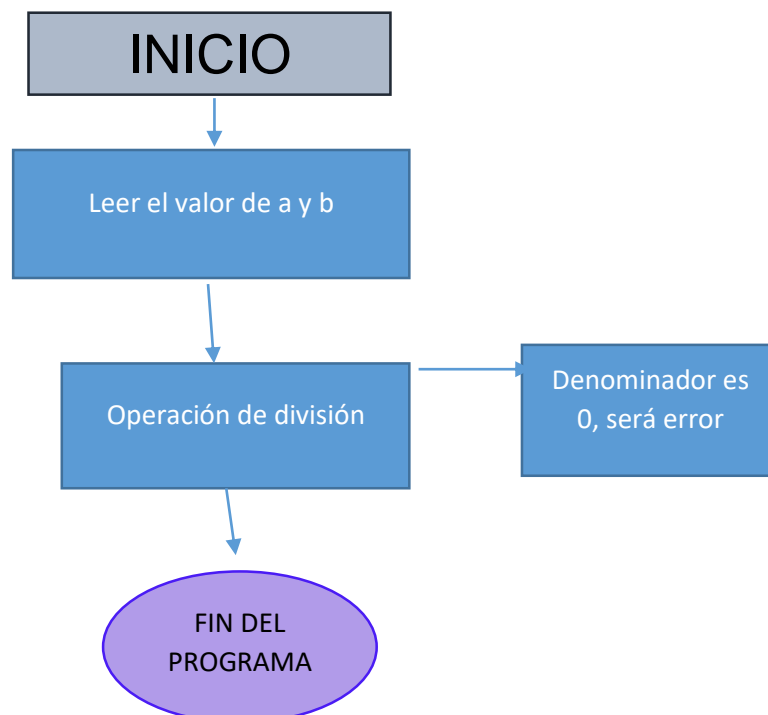 INICIO
Leer el valor de a y b
Operación de división
Denominador es
0, será error
FIN DEL
PROGRAMA